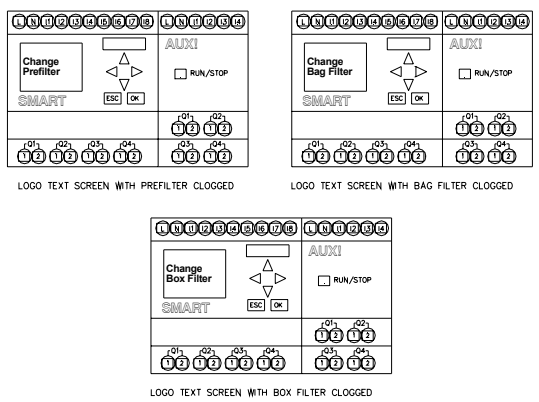 L N I1 I2 I3 I4 I5 I6 I7 I8 L N I1 I2 I3 I4
AUX!
Change
Prefilter
RUN/STOP
ESC OK
SMART
Q1 Q2
1 2 1 2
Q1 Q2 Q3 Q4 Q3 Q4
1 2 1 2 1 2 1 2 1 2 1 2
LOGO TEXT SCREEN WITH PREFILTER CLOGGED
L N I1 I2 I3 I4 I5 I6 I7 I8 L N I1 I2 I3 I4
AUX!
Change
Bag Filter
RUN/STOP
ESC OK
SMART
Q1 Q2
1 2 1 2
Q1 Q2 Q3 Q4 Q3 Q4
1 2 1 2 1 2 1 2 1 2 1 2
LOGO TEXT SCREEN WITH BAG FILTER CLOGGED
L N I1 I2 I3 I4 I5 I6 I7 I8 L N I1 I2 I3 I4
AUX!
Change
Box Filter
RUN/STOP
ESC OK
SMART
Q1 Q2
1 2 1 2
Q1 Q2 Q3 Q4 Q3 Q4
1 2 1 2 1 2 1 2 1 2 1 2
LOGO TEXT SCREEN WITH BOX FILTER CLOGGED